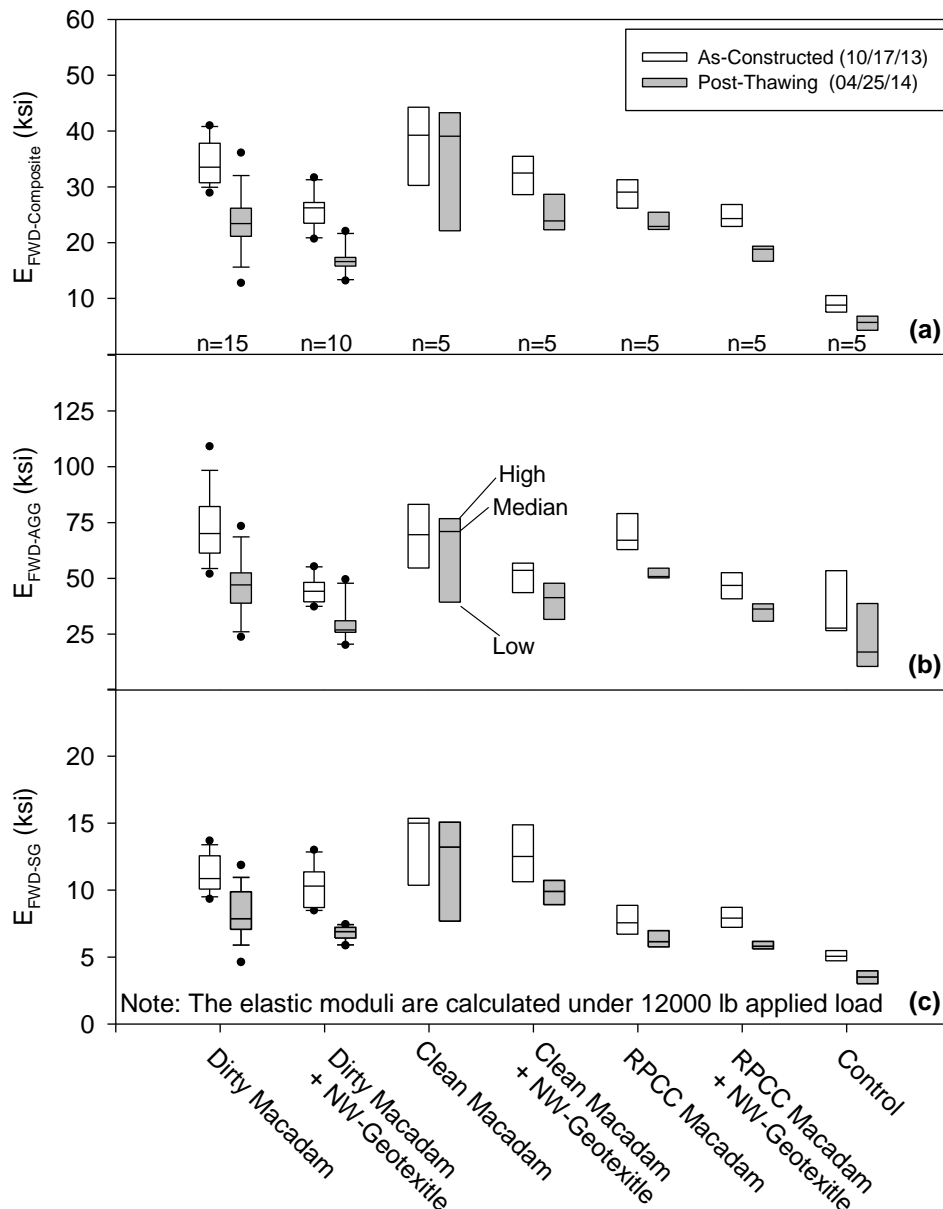 60
50
40
30
20
10
E_FWD-Composite (ksi)
As-Constructed (10/17/13)
Post-Thawing (04/25/14)
(a)
n=15 n=10 n=5 n=5 n=5 n=5 n=5
125
100
75
50
25
E_FWD-AGG (ksi)
High
Median
Low
(b)
20
15
10
5
0
E_FWD-SG (ksi)
Note: The elastic moduli are calculated under 12000 lb applied load
(c)
Dirty Macadam
Dirty Macadam
+ NW-Geotexitle
Clean Macadam
Clean Macadam
+ NW-Geotexitle
RPCC Macadam
RPCC Macadam
+ NW-Geotexitle
Control